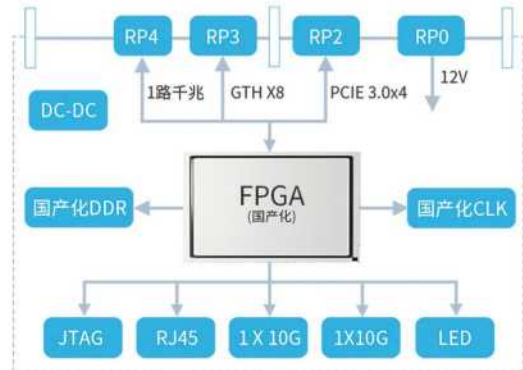 RP4
RP3
RP2
RP0
1路千兆
GTH X8
PCIE 3.0x4
12V
DC-DC
FPGA
(国产化)
国产化DDR
国产化CLK
JTAG
RJ45
1 X 10G
1X10G
LED